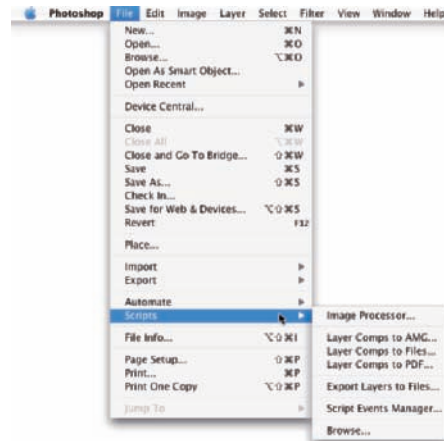 Photoshop File Edit Image Layer Select Filter View Window Help
New... ⌘N
Open... ⌘O
Browse... ⌥⌘O
Open As Smart Object...
Open Recent
Device Central...
Close ⌘W
Close All ⌥⌘W
Close and Go To Bridge... ⇧⌘W
Save ⌘S
Save As... ⇧⌘S
Check In...
Save for Web & Devices... ⌥⇧⌘S
Revert F12
Place...
Import
Export
Automate
Scripts
File Info... ⌥⇧⌘I
Page Setup... ⇧⌘P
Print... ⌘P
Print One Copy ⌥⇧⌘P
Jump To
Image Processor...
Layer Comps to AMG...
Layer Comps to Files...
Layer Comps to PDF...
Export Layers to Files...
Script Events Manager...
Browse...